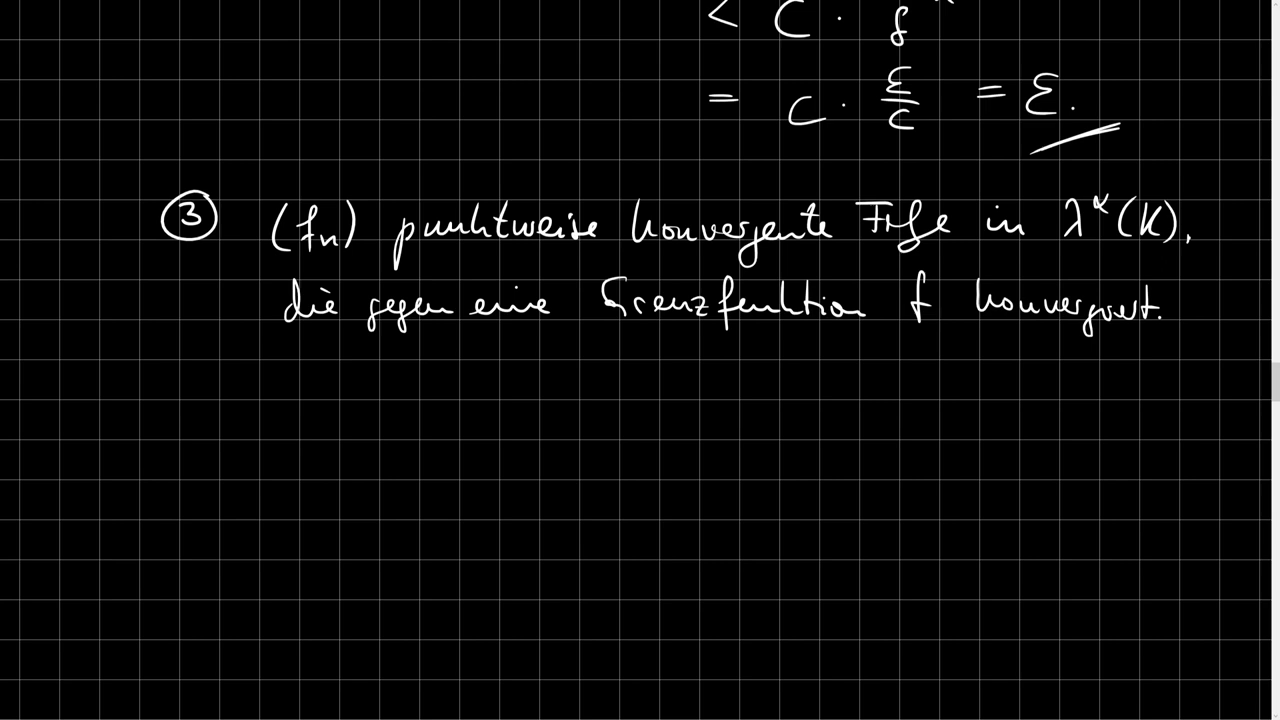 < C · δ^α
= C · ε/C = ε.
③ (fn) punktweise konvergente Folge in λ^α(K),
die gegen eine Grenzfunktion f konvergiert.